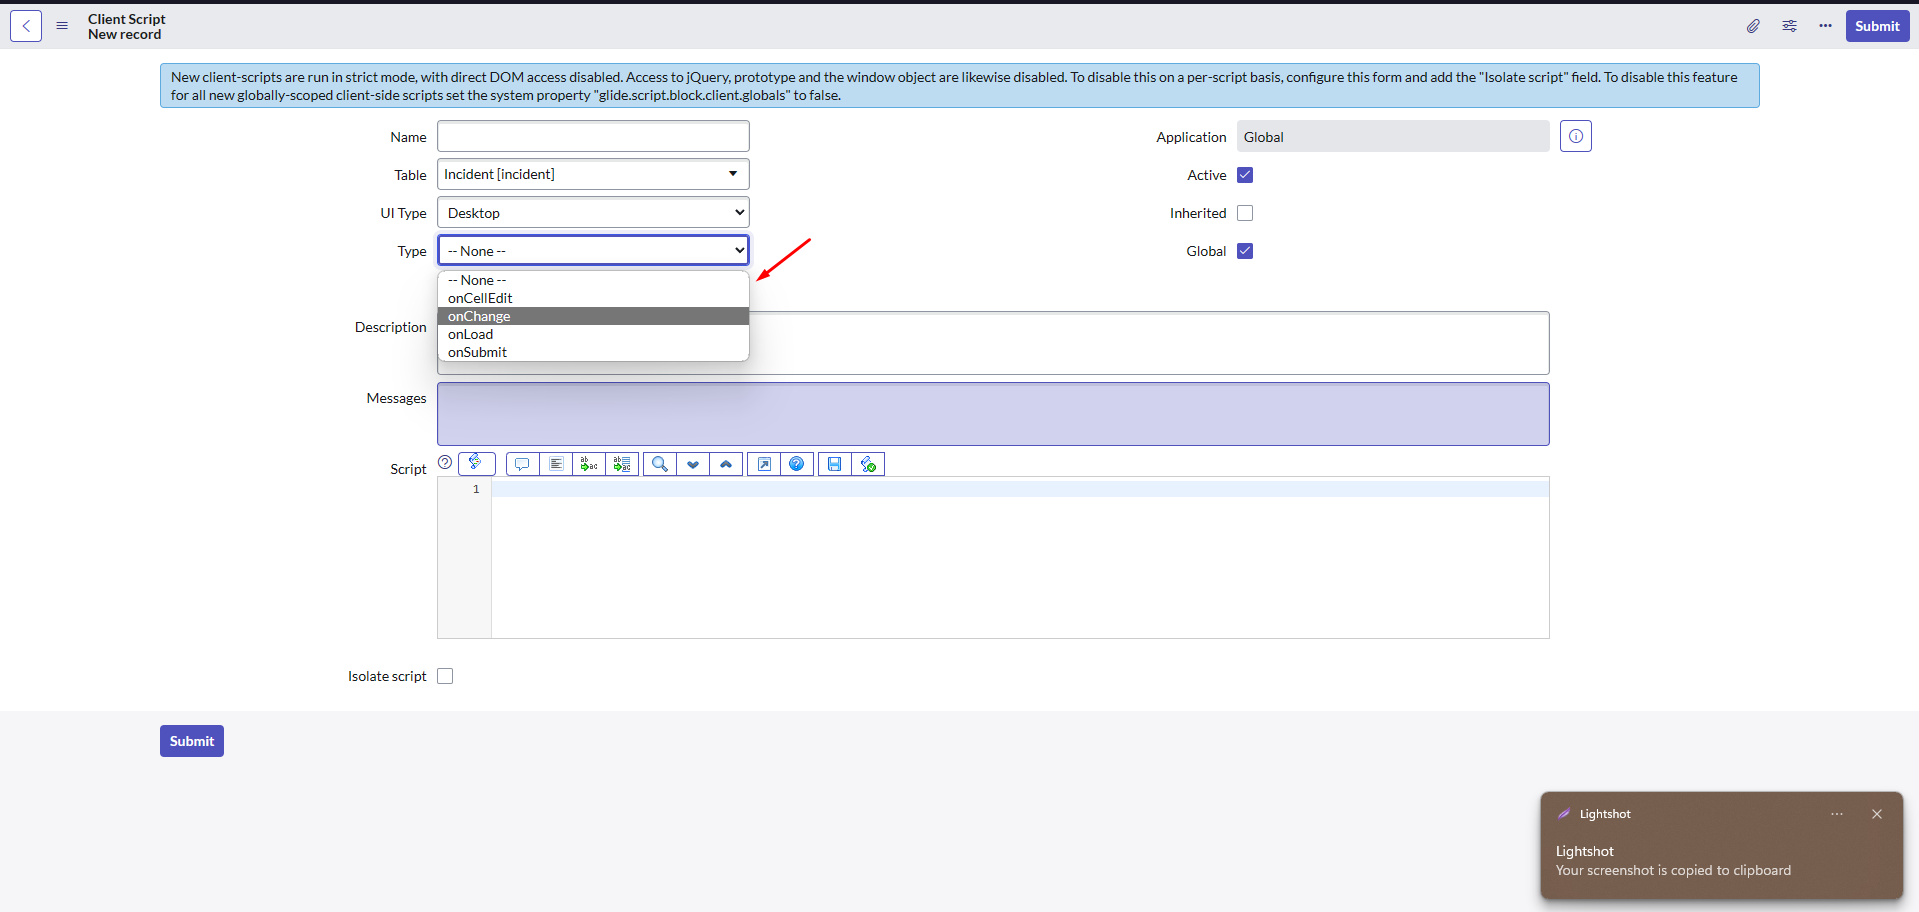 Client Script
New record
Submit
New client-scripts are run in strict mode, with direct DOM access disabled. Access to jQuery, prototype and the window object are likewise disabled. To disable this on a per-script basis, configure this form and add the "Isolate script" field. To disable this feature
for all new globally-scoped client-side scripts set the system property "glide.script.block.client.globals" to false.
Name
Application Global
Table Incident [incident]
Active
UI Type Desktop
Inherited
Type -- None --
Global
-- None --
onCellEdit
onChange
onLoad
onSubmit
Description
Messages
Script
1
Isolate script
Submit
Lightshot
Lightshot
Your screenshot is copied to clipboard